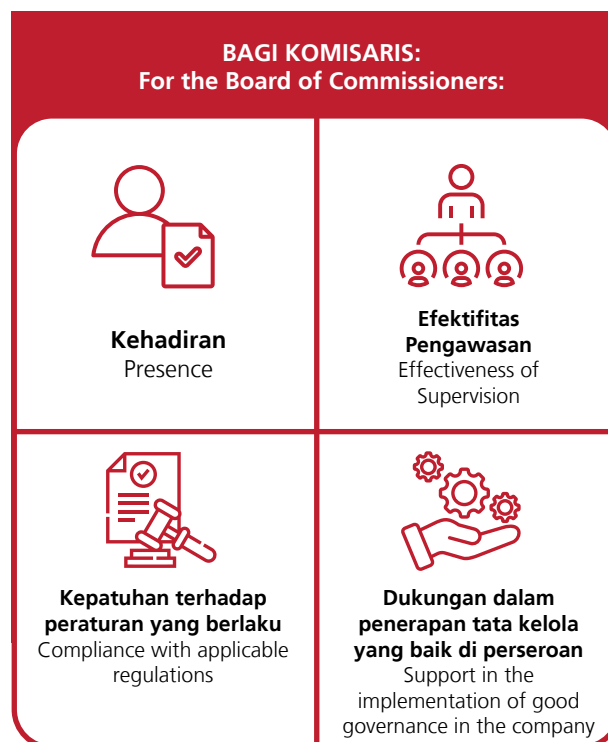 BAGI KOMISARIS:
For the Board of Commissioners:
Kehadiran
Presence
Efektifitas
Pengawasan
Effectiveness of
Supervision
Kepatuhan terhadap
peraturan yang berlaku
Compliance with applicable
regulations
Dukungan dalam
penerapan tata kelola
yang baik di perseroan
Support in the
implementation of good
governance in the company